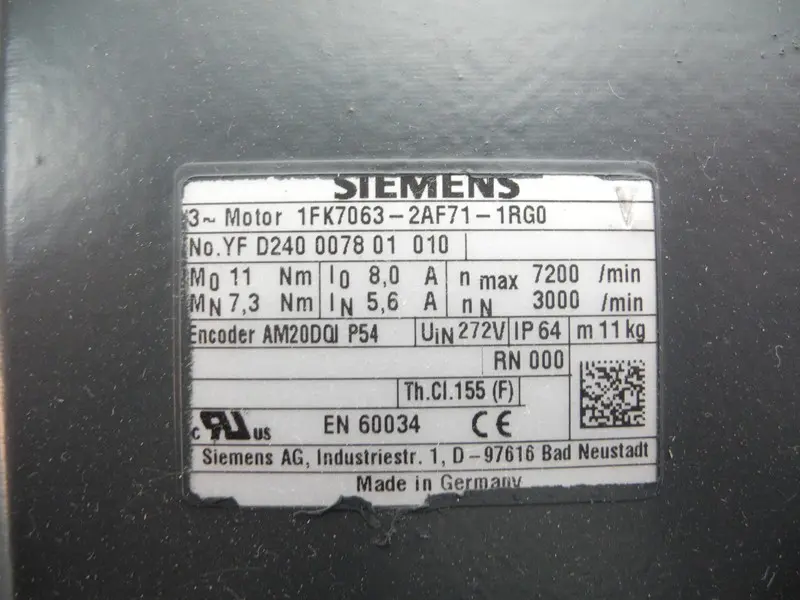 SIEMENS
3~ Motor 1FK7063-2AF71-1RG0 V
No.YF D240 0078 01 010
M0 11 Nm I0 8,0 A n max 7200 /min
MN 7,3 Nm IN 5,6 A n N 3000 /min
Encoder AM20DQI P54 UIN 272V IP 64 m 11 kg
RN 000
Th.Cl.155 (F)
c RU us EN 60034 CE
Siemens AG, Industriestr. 1, D-97616 Bad Neustadt
Made in Germany